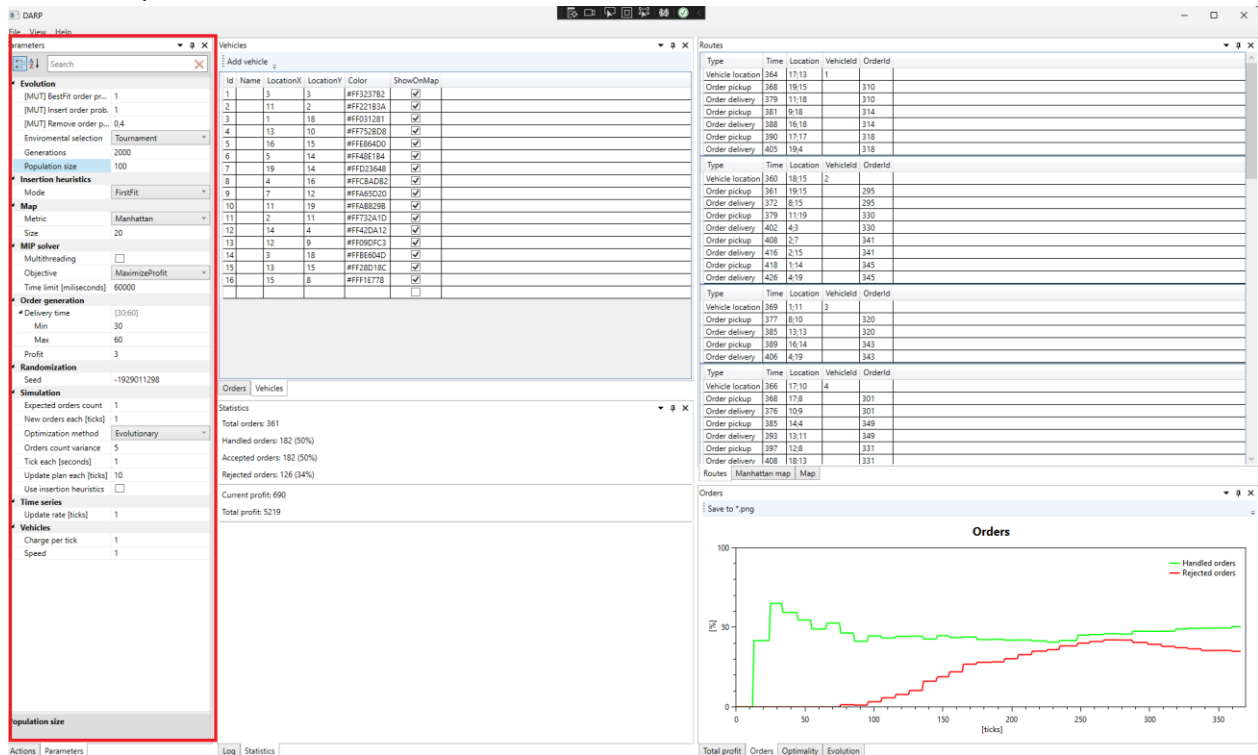 DARP
File View Help
arameters
Search
Evolution
[MUT] BestFit order pr... 1
[MUT] Insert order prob. 1
[MUT] Remove order p... 0,4
Enviromental selection Tournament
Generations 2000
Population size 100
Insertion heuristics
Mode FirstFit
Map
Metric Manhattan
Size 20
MIP solver
Multithreading
Objective MaximizeProfit
Time limit [miliseconds] 60000
Order generation
Delivery time [30;60]
Min 30
Max 60
Profit 3
Randomization
Seed -1929011298
Simulation
Expected orders count 1
New orders each [ticks] 1
Optimization method Evolutionary
Orders count variance 5
Tick each [seconds] 1
Update plan each [ticks] 10
Use insertion heuristics
Time series
Update rate [ticks] 1
Vehicles
Charge per tick 1
Speed 1
opulation size
Actions Parameters
Vehicles
Add vehicle
Id Name LocationX LocationY Color ShowOnMap
1 3 3 #FF3237B2
2 11 2 #FF221B3A
3 1 18 #FF031281
4 13 10 #FF752BD8
5 16 15 #FFE864D0
6 5 14 #FF48E1B4
7 19 14 #FFD23648
8 4 16 #FFCBADB2
9 7 12 #FFA65D20
10 11 19 #FFAB829B
11 2 11 #FF732A1D
12 14 4 #FF42DA12
13 12 9 #FF09DFC3
14 3 18 #FFBE604D
15 13 15 #FF28D18C
16 15 8 #FFF1E778
Orders Vehicles
Statistics
Total orders: 361
Handled orders: 182 (50%)
Accepted orders: 182 (50%)
Rejected orders: 126 (34%)
Current profit: 690
Total profit: 5219
Log Statistics
Routes
Type Time Location VehicleId OrderId
Vehicle location 364 17;13 1
Order pickup 368 19;15 310
Order delivery 379 11;18 310
Order pickup 381 9;18 314
Order delivery 388 16;18 314
Order pickup 390 17;17 318
Order delivery 405 19;4 318
Type Time Location VehicleId OrderId
Vehicle location 360 18;15 2
Order pickup 361 19;15 295
Order delivery 372 8;15 295
Order pickup 379 11;19 330
Order delivery 402 4;3 330
Order pickup 408 2;7 341
Order delivery 416 2;15 341
Order pickup 418 1;14 345
Order delivery 426 4;19 345
Type Time Location VehicleId OrderId
Vehicle location 369 1;11 3
Order pickup 377 8;10 320
Order delivery 385 13;13 320
Order pickup 389 16;14 343
Order delivery 406 4;19 343
Type Time Location VehicleId OrderId
Vehicle location 366 17;10 4
Order pickup 368 17;8 301
Order delivery 376 10;9 301
Order pickup 385 14;4 349
Order delivery 393 13;11 349
Order pickup 397 12;8 331
Order delivery 408 18;13 331
Routes Manhattan map Map
Orders
Save to *.png
Orders
100
Handled orders
Rejected orders
[%]
50
0
0 50 100 150 200 250 300 350
[ticks]
Total profit Orders Optimality Evolution